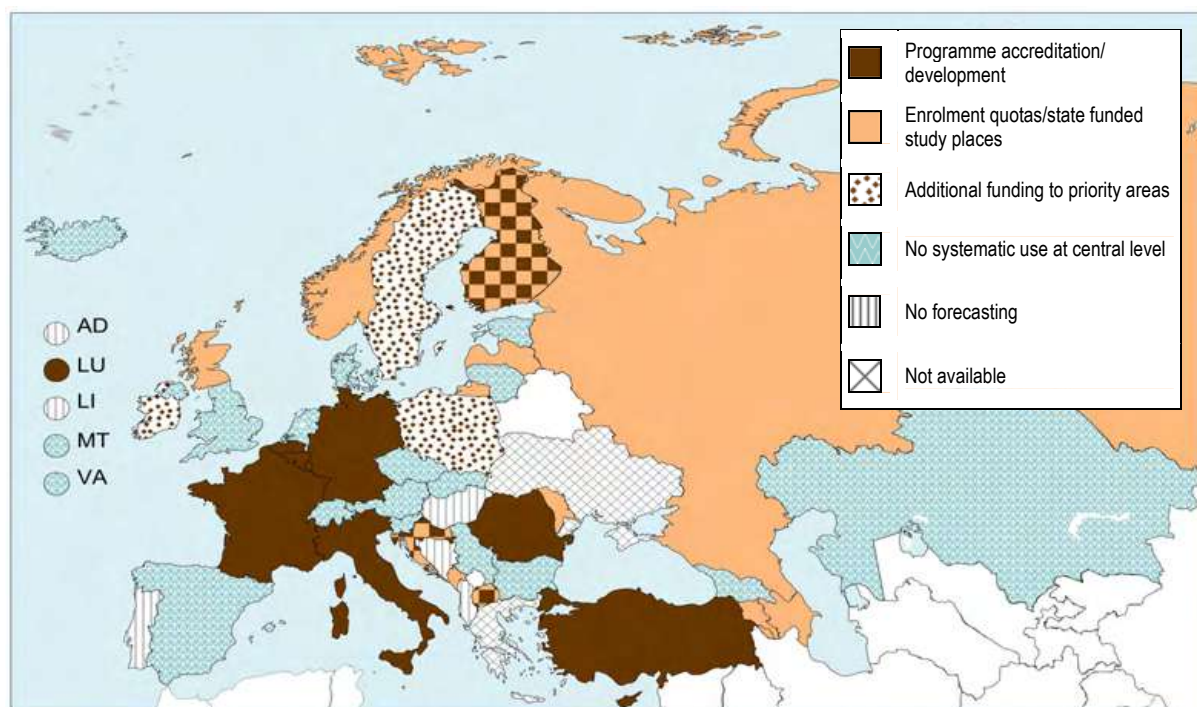 Programme accreditation/
development
Enrolment quotas/state funded
study places
Additional funding to priority areas
No systematic use at central level
No forecasting
Not available
AD
LU
LI
MT
VA